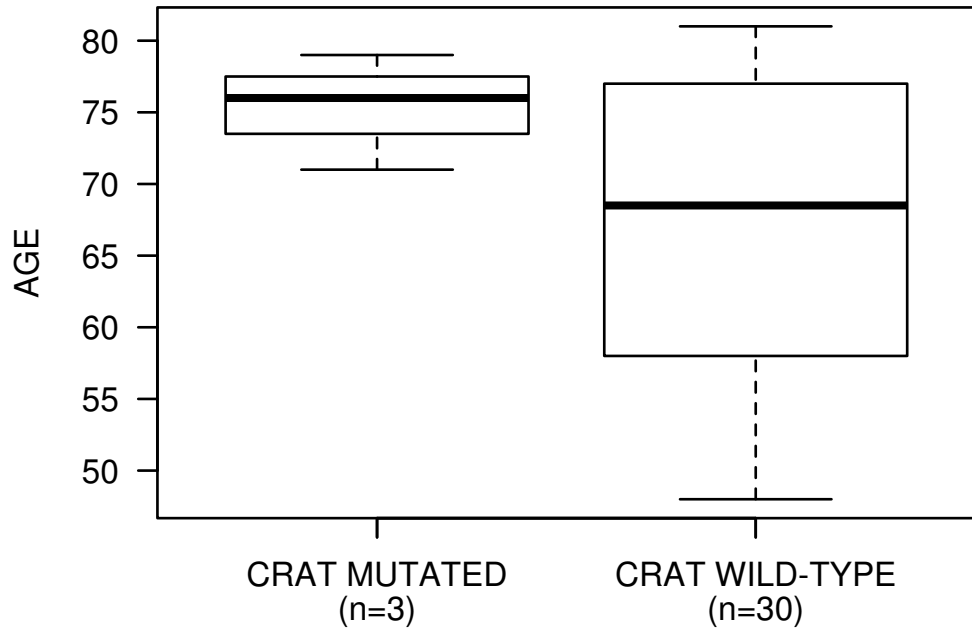 AGE
80
75
70
65
60
55
50
CRAT MUTATED
(n=3)
CRAT WILD-TYPE
(n=30)